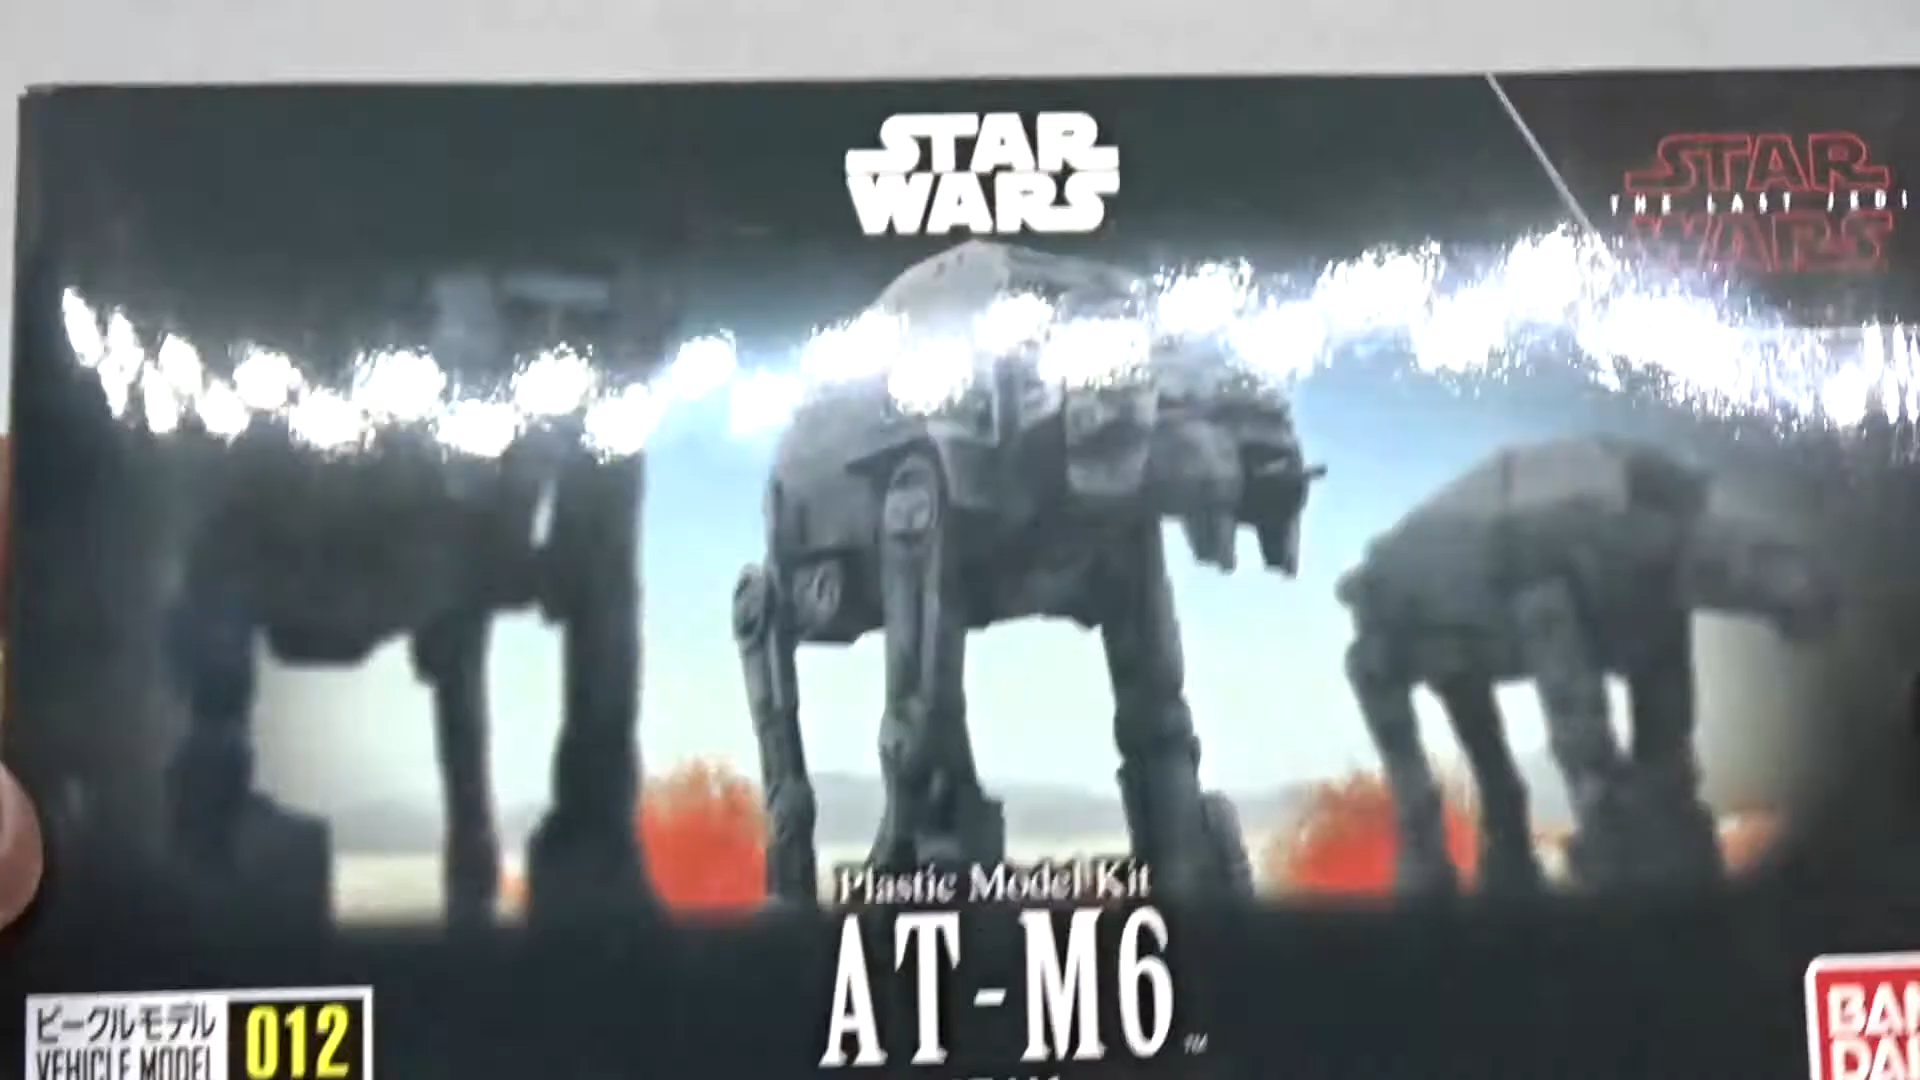 STAR
WARS
STAR
THE LAST JEDI
WARS
Plastic Model Kit
AT-M6
™
ビークルモデル
VEHICLE MODEL
012
BAN
DAI